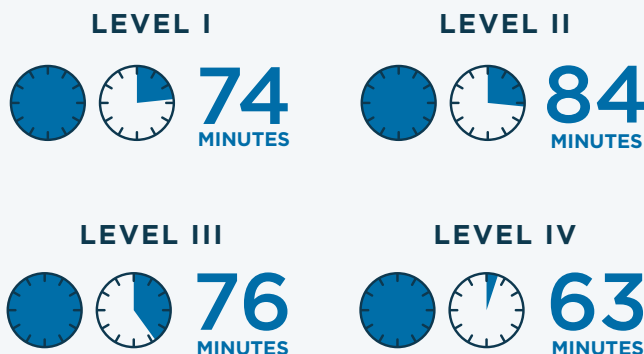 LEVEL I
74
MINUTES
LEVEL II
84
MINUTES
LEVEL III
76
MINUTES
LEVEL IV
63
MINUTES